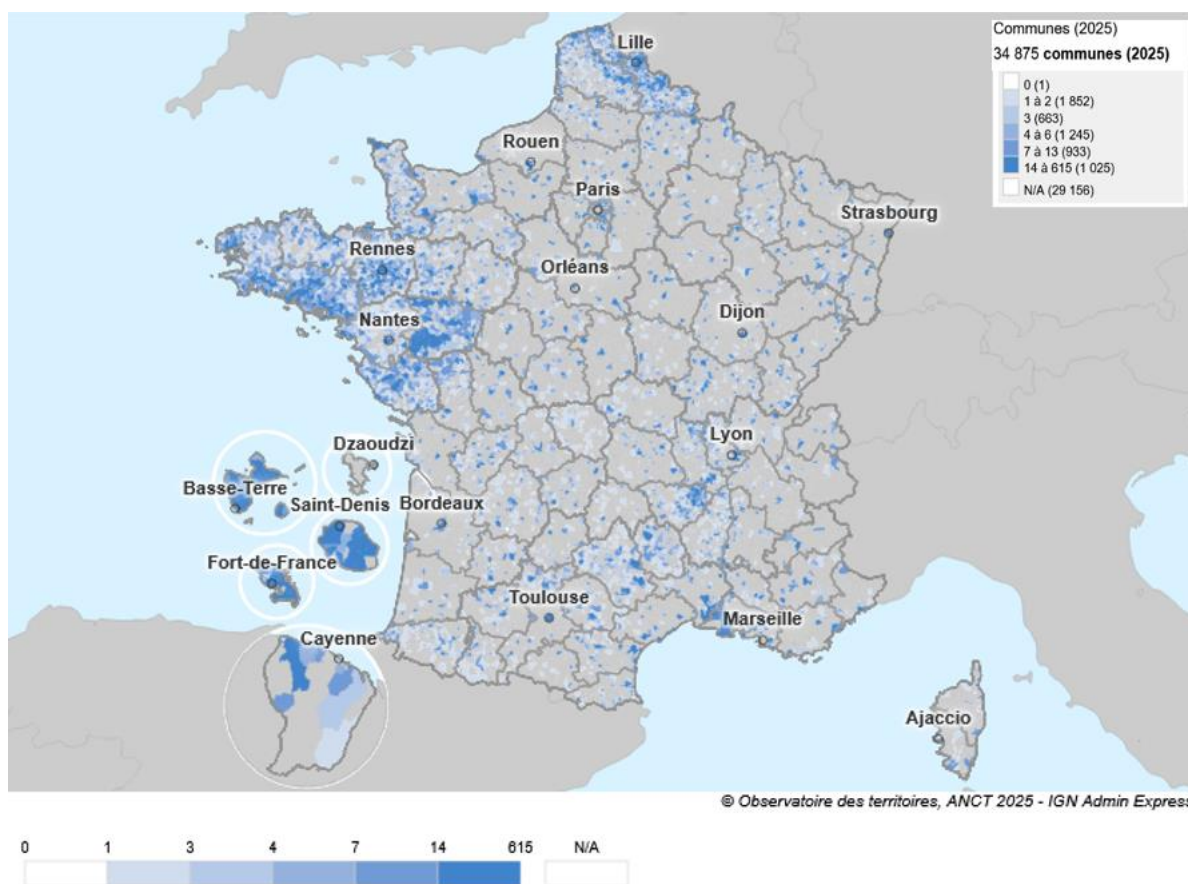 Communes (2025)
34 875 communes (2025)
0 (1)
1 à 2 (1 852)
3 (663)
4 à 6 (1 245)
7 à 13 (933)
14 à 615 (1 025)
N/A (29 156)
Lille
Rouen
Paris
Strasbourg
Rennes
Orléans
Nantes
Dijon
Lyon
Dzaoudzi
Basse-Terre
Saint-Denis
Bordeaux
Fort-de-France
Toulouse
Marseille
Cayenne
Ajaccio
© Observatoire des territoires, ANCT 2025 - IGN Admin Express
0 1 3 4 7 14 615 N/A